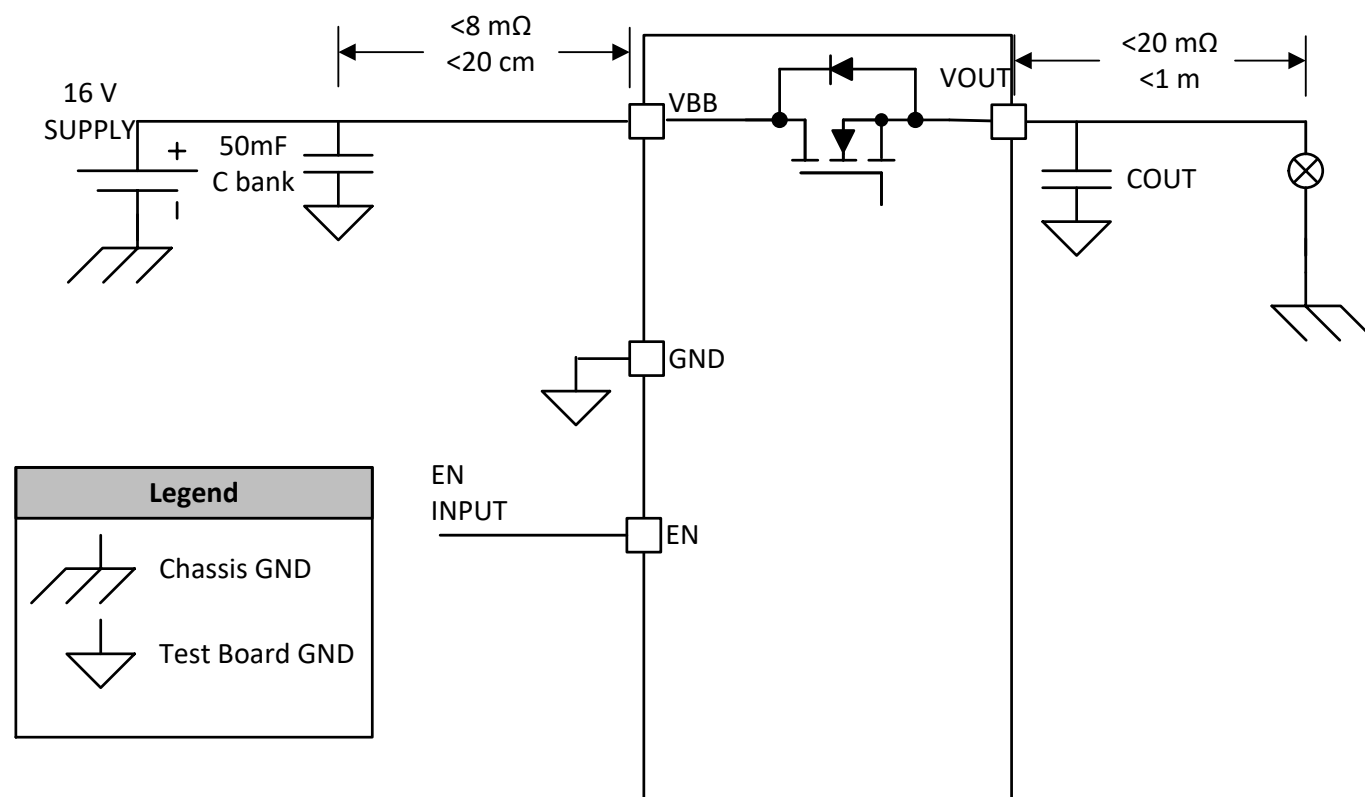 <8 mΩ
<20 cm
<20 mΩ
<1 m
16 V
SUPPLY
VBB
VOUT
+
50mF
C bank
COUT
GND
EN
INPUT
EN
Legend
Chassis GND
Test Board GND